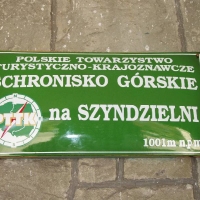 POLSKIE TOWARZYSTWO
TURYSTYCZNO-KRAJOZNAWCZE
SCHRONISKO GÓRSKIE
PTTK
na SZYNDZIELNI
1001m n.p.m